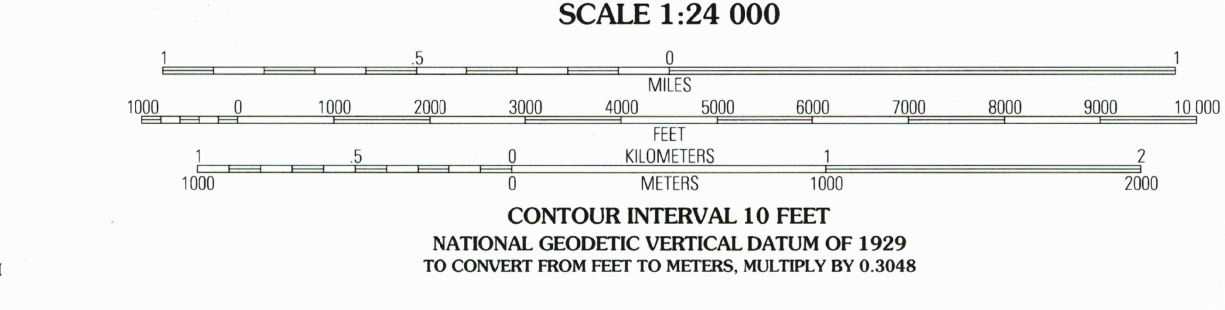 SCALE 1:24 000
1 .5 0 1
MILES
1000 0 1000 2000 3000 4000 5000 6000 7000 8000 9000 10 000
FEET
1 .5 0 KILOMETERS 1 2
1000 0 METERS 1000 2000
CONTOUR INTERVAL 10 FEET
NATIONAL GEODETIC VERTICAL DATUM OF 1929
TO CONVERT FROM FEET TO METERS, MULTIPLY BY 0.3048